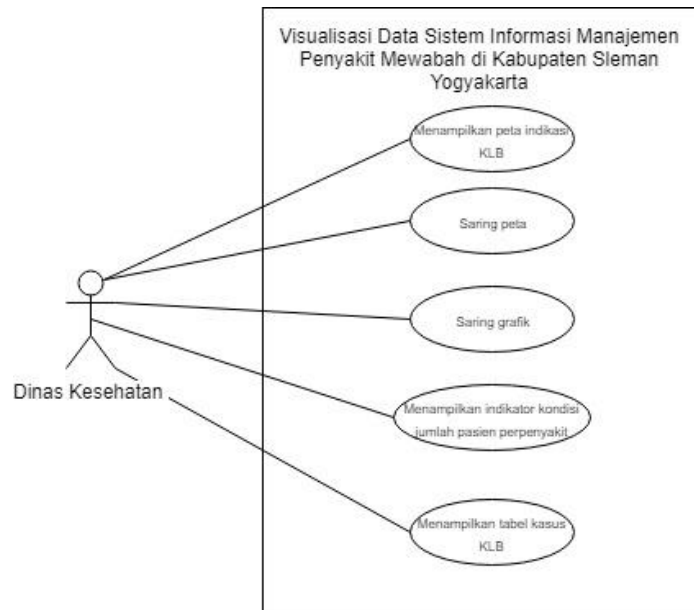 Visualisasi Data Sistem Informasi Manajemen
Penyakit Mewabah di Kabupaten Sleman
Yogyakarta
Menampilkan peta indikasi
KLB
Saring peta
Saring grafik
Dinas Kesehatan
Menampilkan indikator kondisi
jumlah pasien perpenyakit
Menampilkan tabel kasus
KLB